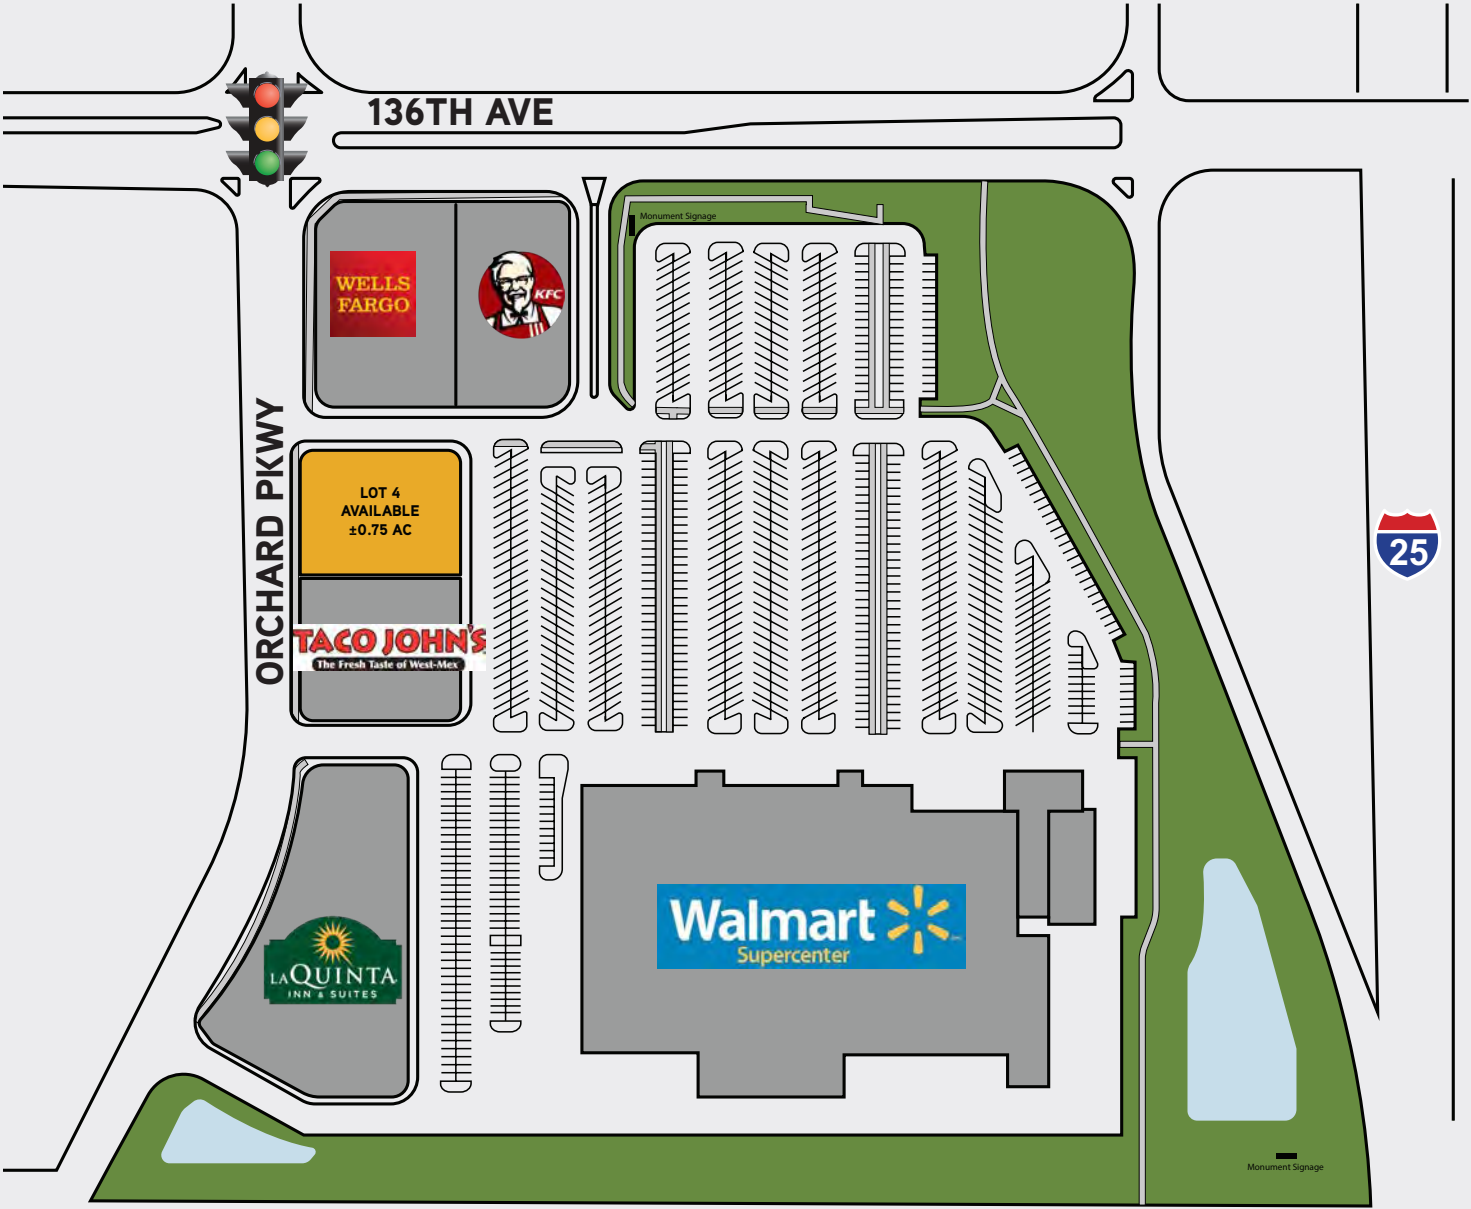 136TH AVE
Monument Signage
WELLS
FARGO
KFC
ORCHARD PKWY
LOT 4
AVAILABLE
±0.75 AC
25
TACO JOHN'S
The Fresh Taste of West-Mex
Walmart
Supercenter
LAQUINTA
INN & SUITES
Monument Signage